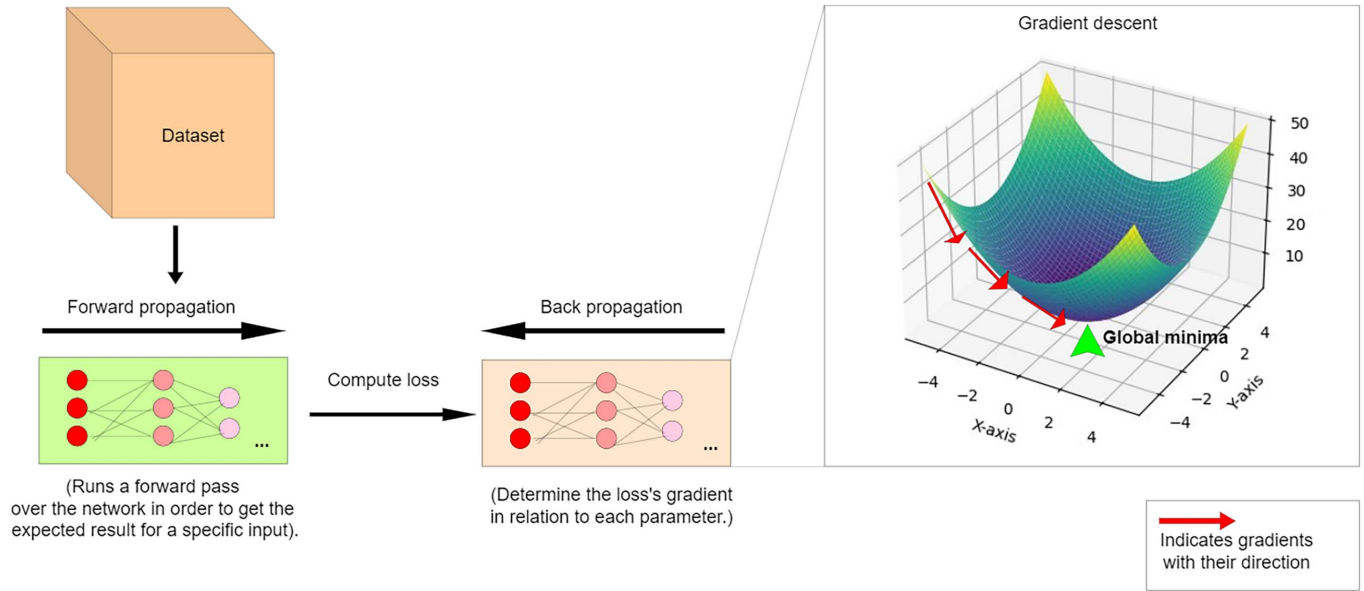 Dataset
Forward propagation
...
(Runs a forward pass
over the network in order to get the
expected result for a specific input).
Compute loss
Back propagation
...
(Determine the loss's gradient
in relation to each parameter.)
Gradient descent
50
40
30
20
10
Global minima
−4
−2
0
2
4
X-axis
−4
−2
0
2
4
Y-axis
Indicates gradients
with their direction